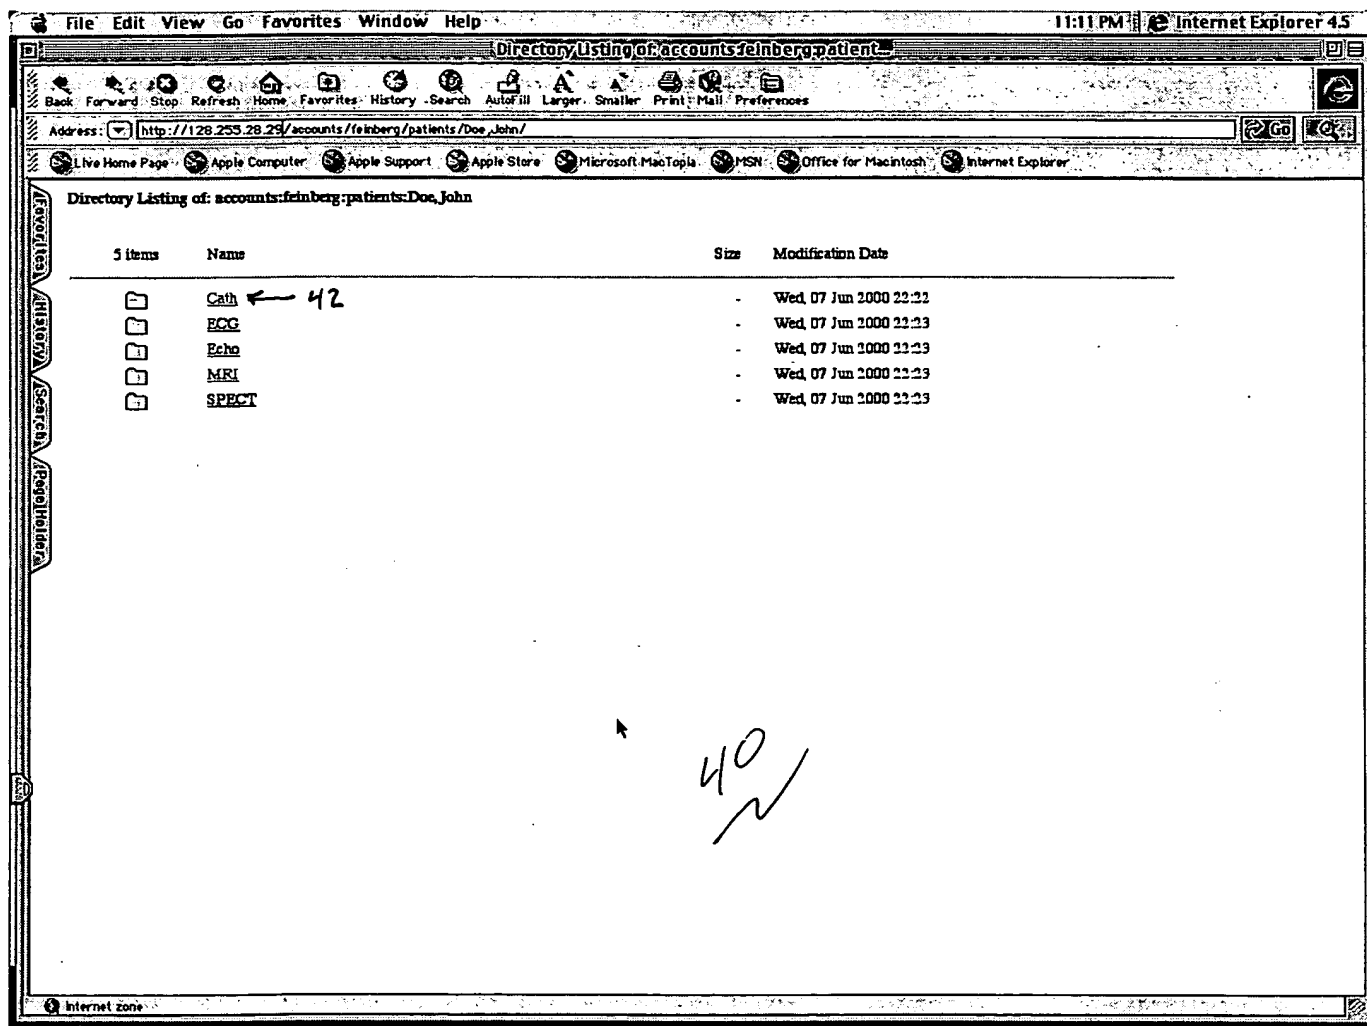 File Edit View Go Favorites Window Help 11:11 PM Internet Explorer 4.5
Directory Listing of: accounts:feinberg:patient
Back Forward Stop Refresh Home Favorites History Search AutoFill Larger Smaller Print Mail Preferences
Address: http://128.255.28.29/accounts/feinberg/patients/Doe,John/ Go
Live Home Page Apple Computer Apple Support Apple Store Microsoft MacTopia MSN Office for Macintosh Internet Explorer
Favorites
History
Search
Page Holder
Directory Listing of: accounts:feinberg:patients:Doe,John
5 items Name Size Modification Date
Cath - Wed, 07 Jun 2000 22:22
42
ECG - Wed, 07 Jun 2000 22:23
Echo - Wed, 07 Jun 2000 22:23
MRI - Wed, 07 Jun 2000 22:23
SPECT - Wed, 07 Jun 2000 22:23
40
Internet zone